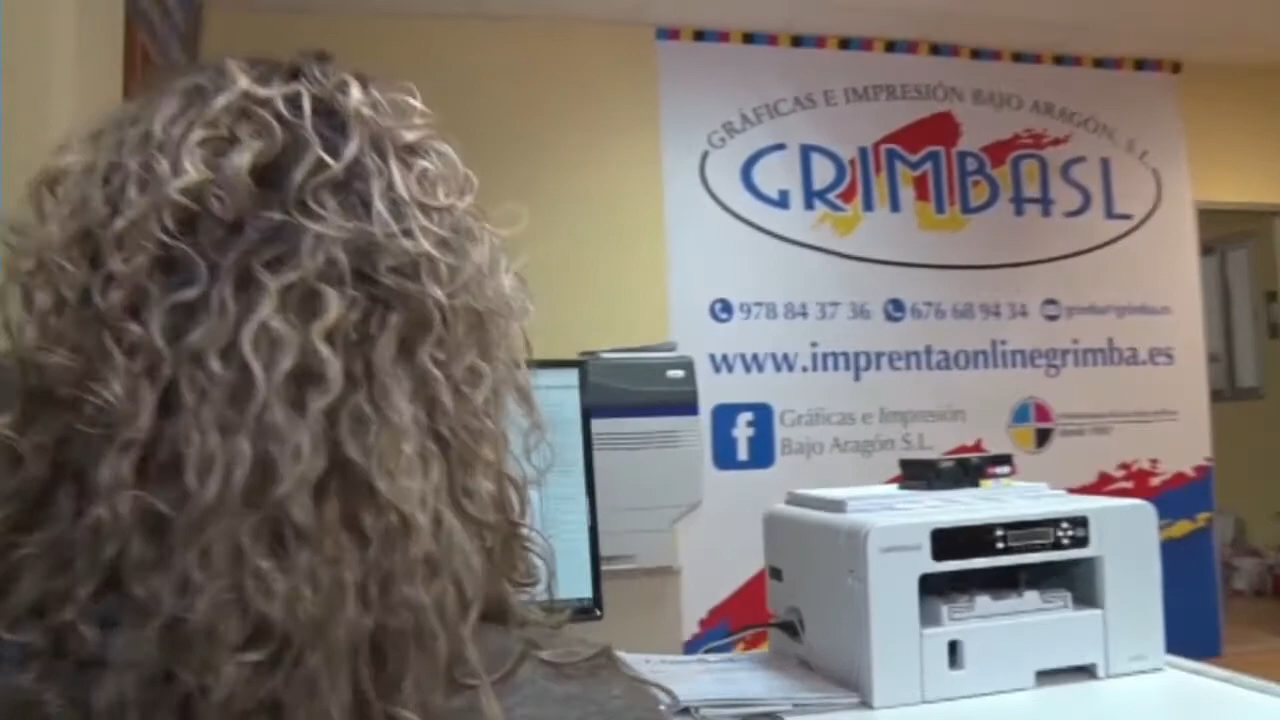 GRÁFICAS E IMPRESIÓN BAJO ARAGÓN, S.L.
GRIMBASL
978 84 37 36 676 68 94 34
www.imprentaonlinegrimba.es
f Gráficas e Impresión
Bajo Aragón S.L.